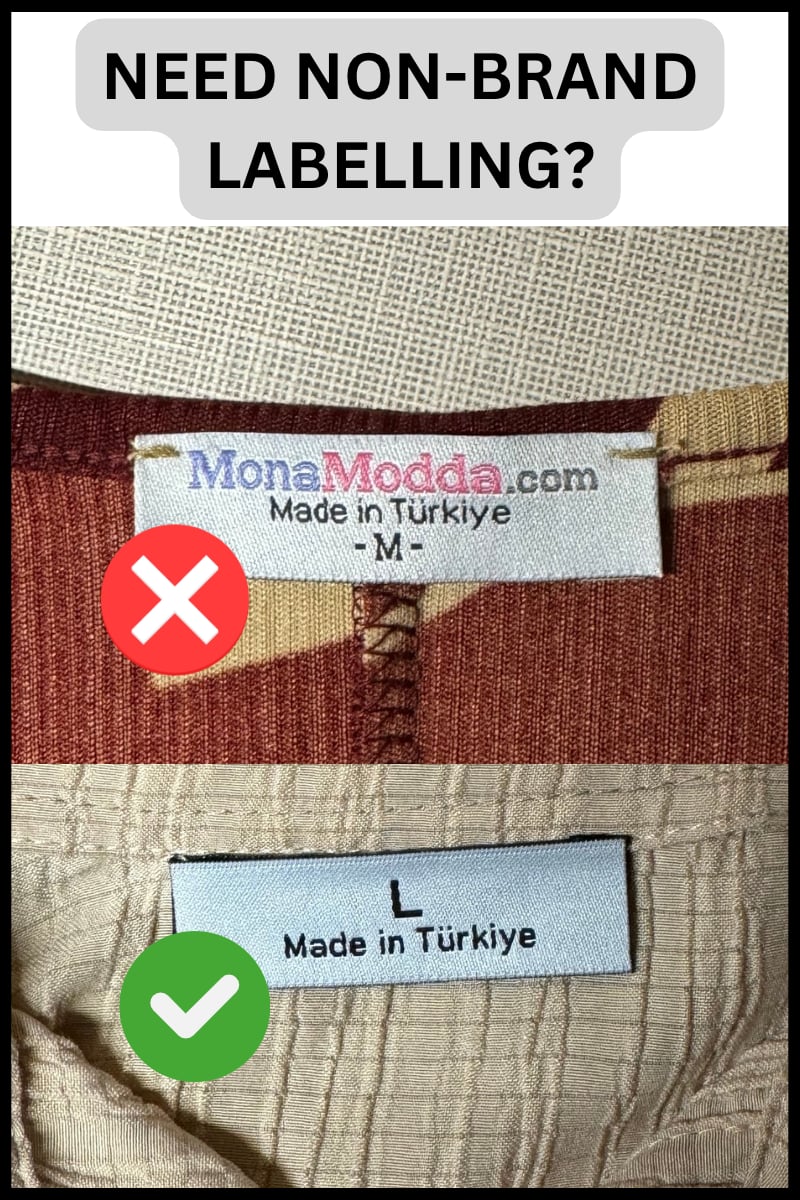 NEED NON-BRAND
LABELLING?
MonaModda.com
Made in Türkiye
-M-
L
Made in Türkiye